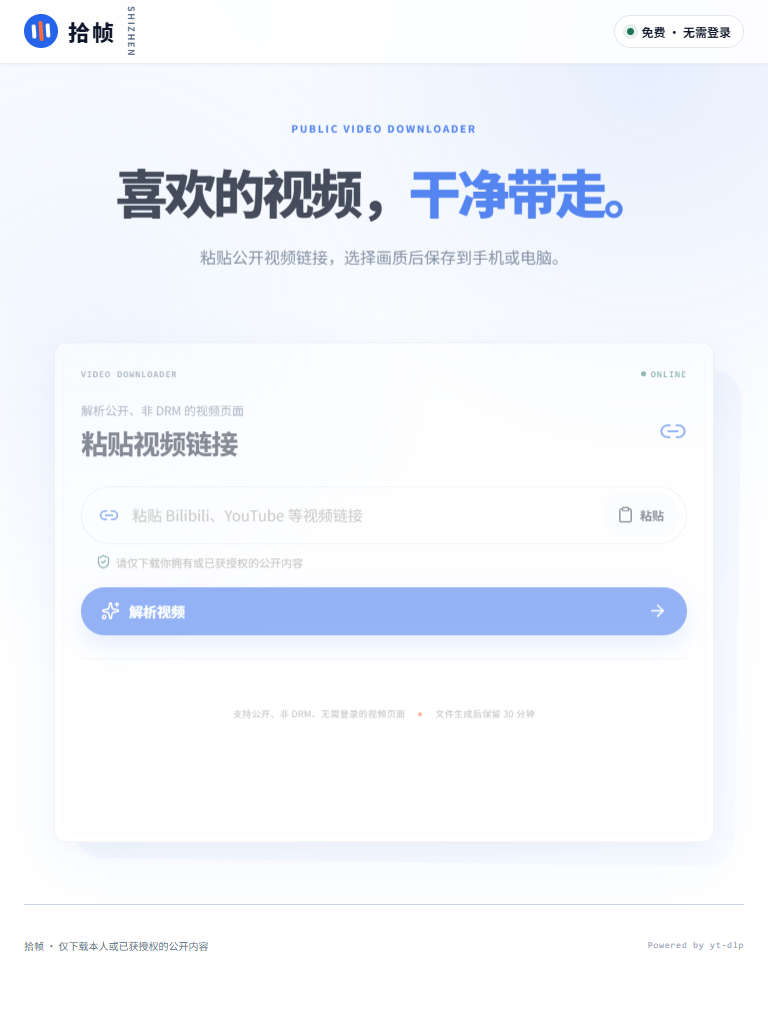 拾帧
SHIZHEN
免费 · 无需登录
PUBLIC VIDEO DOWNLOADER
喜欢的视频，干净带走。
粘贴公开视频链接，选择画质后保存到手机或电脑。
VIDEO DOWNLOADER
ONLINE
解析公开、非 DRM 的视频页面
粘贴视频链接
粘贴 Bilibili、YouTube 等视频链接
粘贴
请仅下载你拥有或已获授权的公开内容
解析视频
支持公开、非 DRM、无需登录的视频页面
文件生成后保留 30 分钟
拾帧 · 仅下载本人或已获授权的公开内容
Powered by yt-dlp